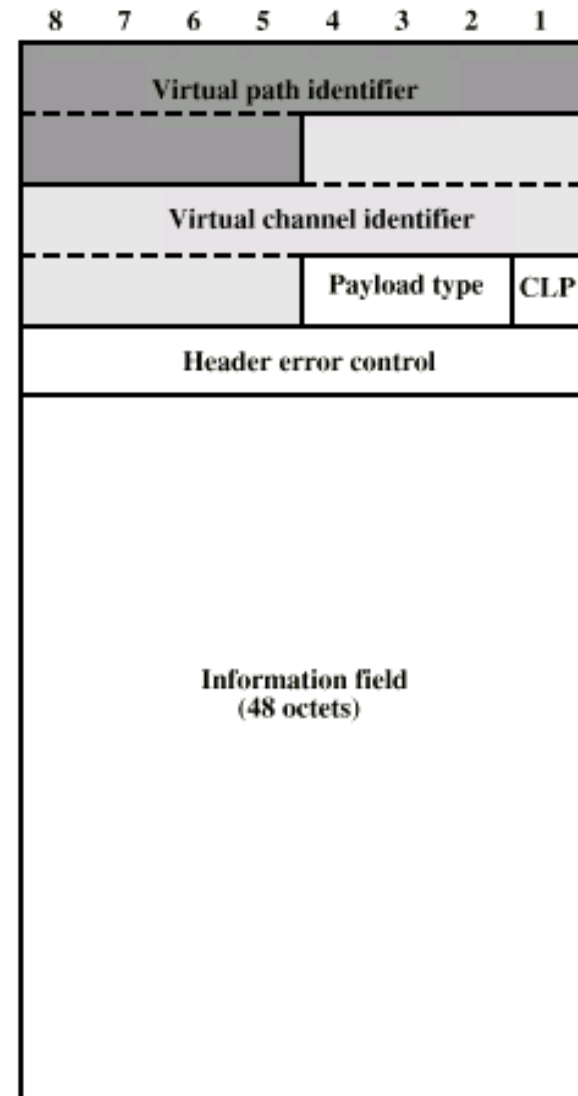 8 7 6 5 4 3 2 1
Virtual path identifier
Virtual channel identifier
Payload type CLP
Header error control
Information field
(48 octets)